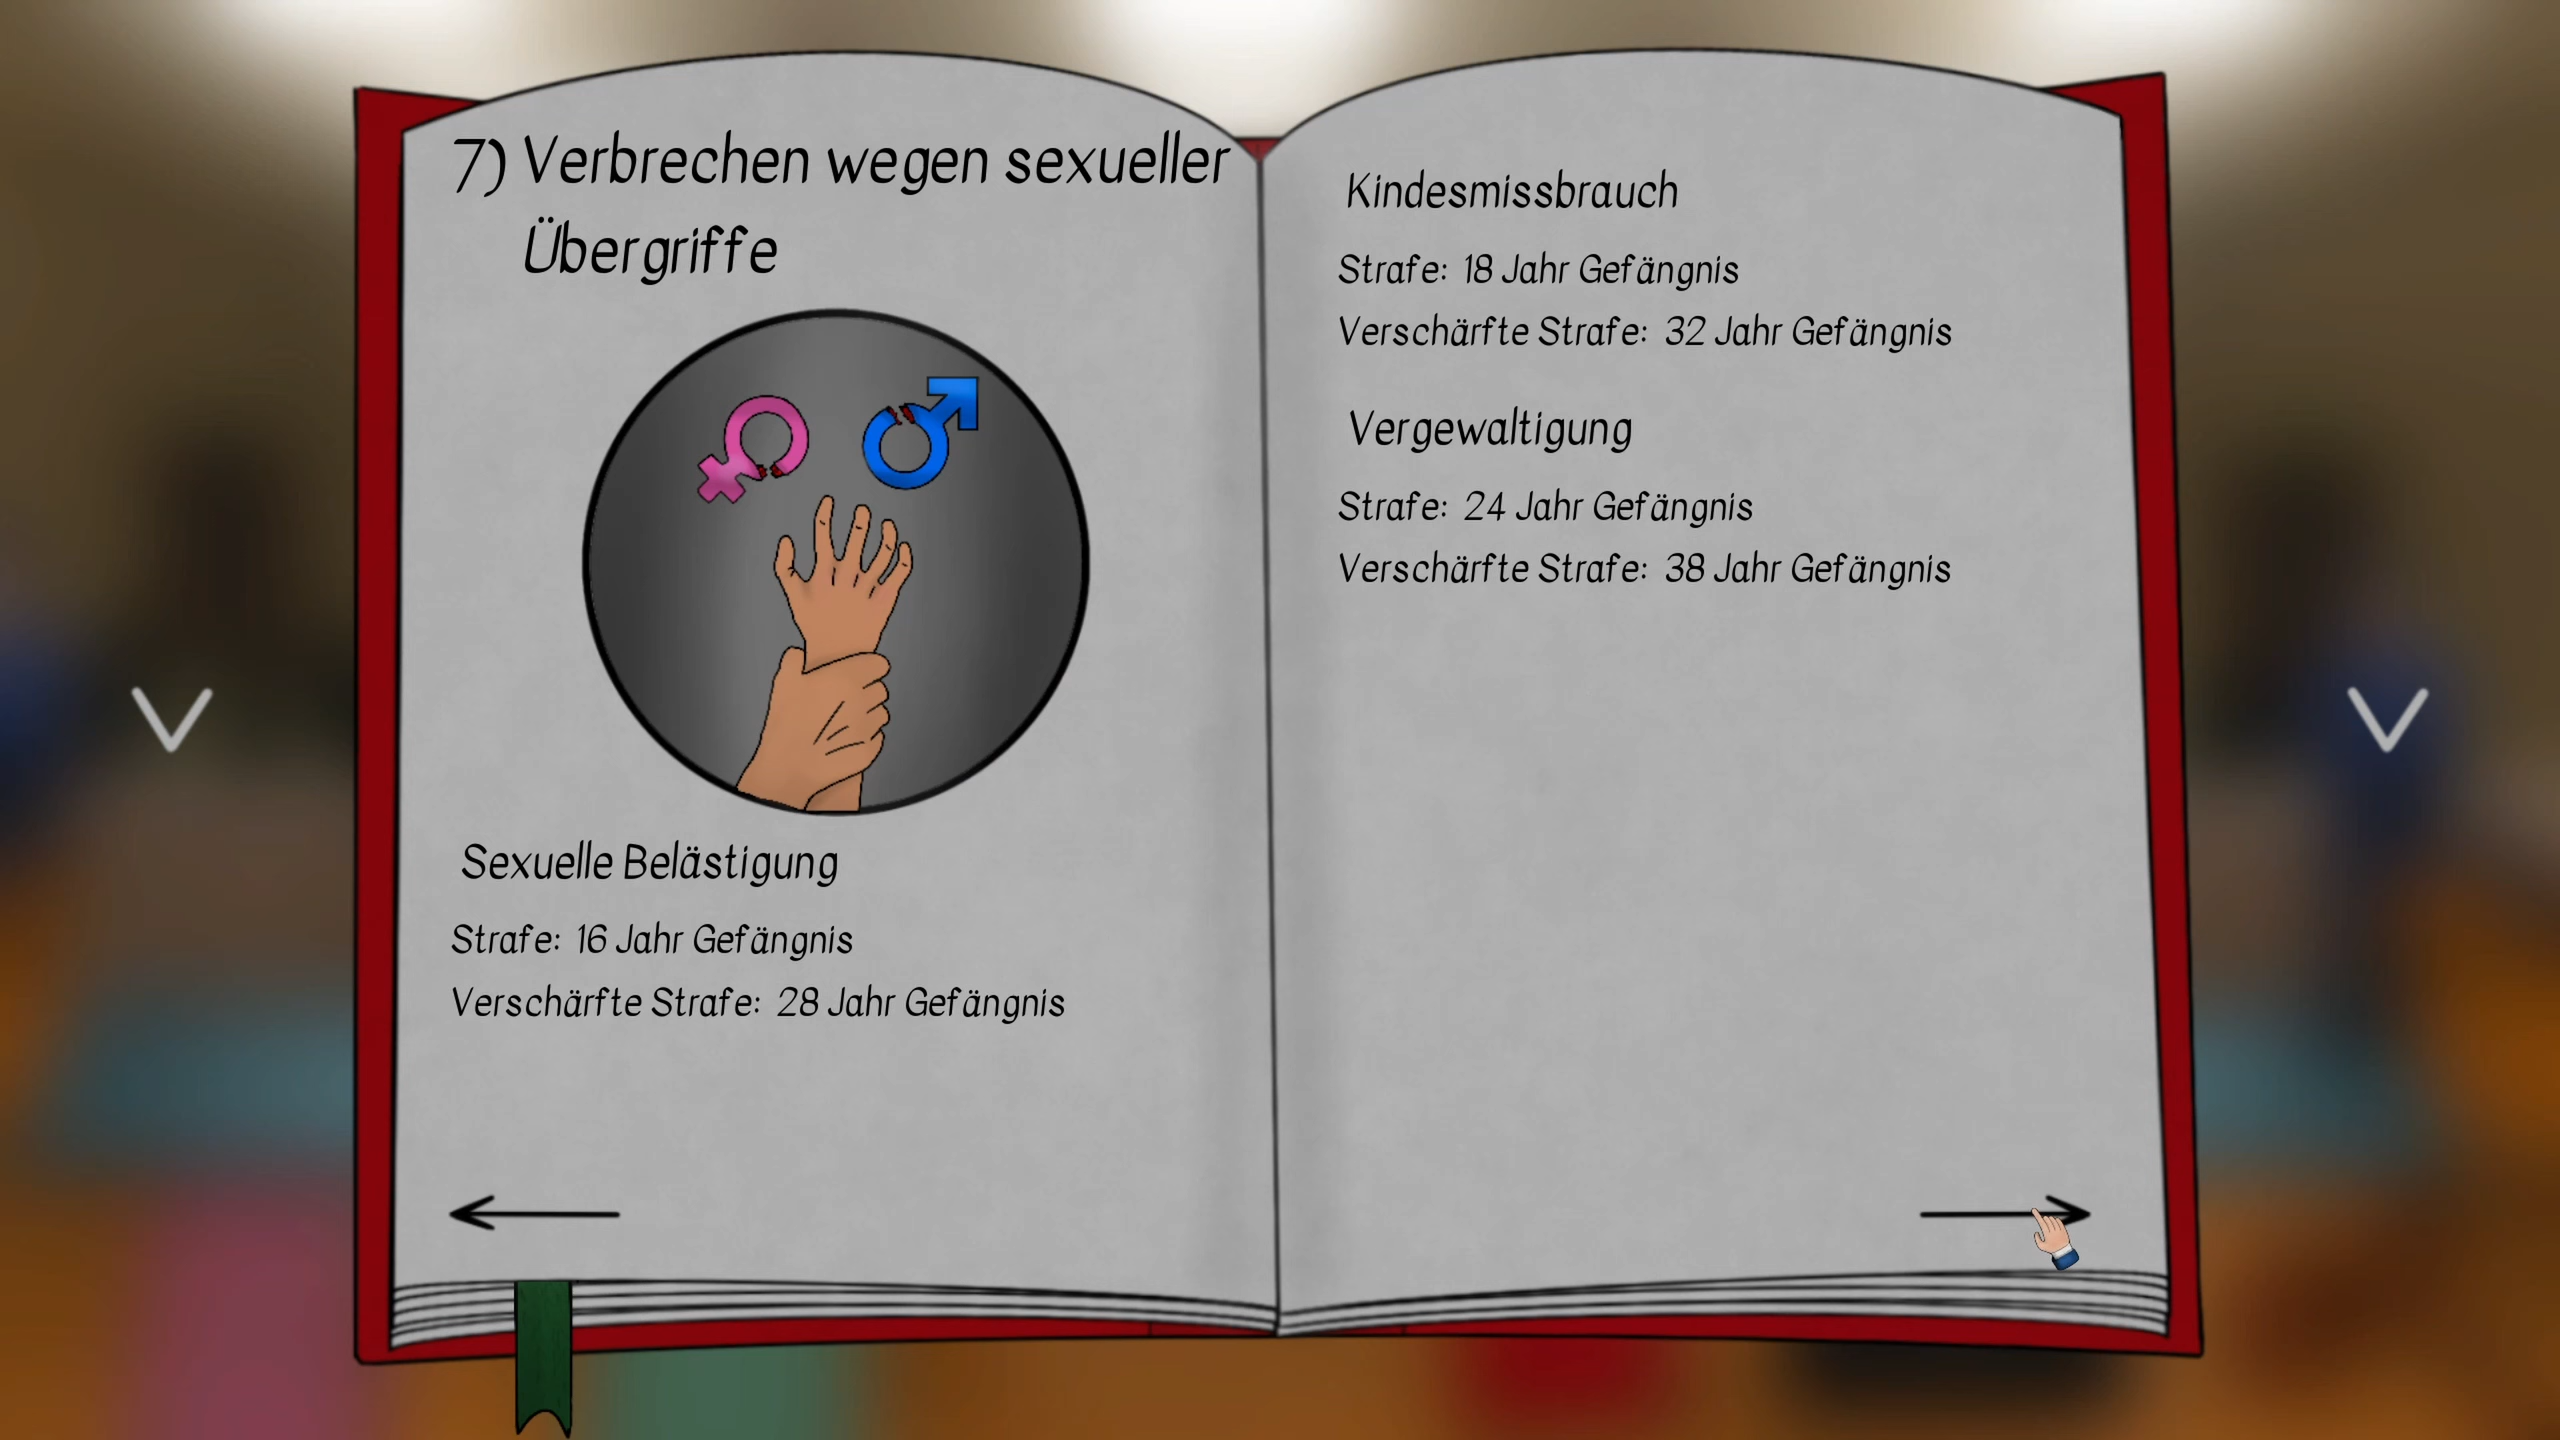 7) Verbrechen wegen sexueller
Übergriffe
Sexuelle Belästigung
Strafe: 16 Jahr Gefängnis
Verschärfte Strafe: 28 Jahr Gefängnis
Kindesmissbrauch
Strafe: 18 Jahr Gefängnis
Verschärfte Strafe: 32 Jahr Gefängnis
Vergewaltigung
Strafe: 24 Jahr Gefängnis
Verschärfte Strafe: 38 Jahr Gefängnis